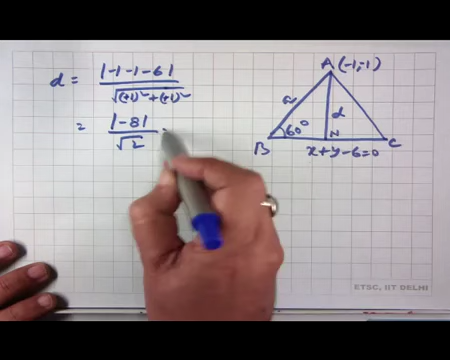 d = |-1-1-6| / √(+1)² + (+1)²
= |-8| / √2 =
A (-1,-1)
a
d
60°
B
N
C
x+y-6=0
ETSC, IIT DELHI